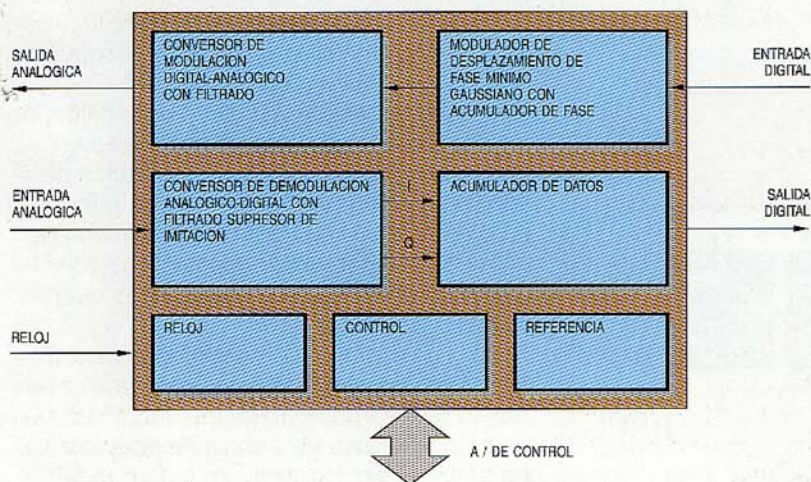 SALIDA
ANALOGICA
CONVERSOR DE
MODULACION
DIGITAL-ANALOGICO
CON FILTRADO
MODULADOR DE
DESPLAZAMIENTO DE
FASE MINIMO
GAUSSIANO CON
ACUMULADOR DE FASE
ENTRADA
DIGITAL
ENTRADA
ANALOGICA
CONVERSOR DE DEMODULACION
ANALOGICO-DIGITAL CON
FILTRADO SUPRESOR DE
IMITACION
I
Q
ACUMULADOR DE DATOS
SALIDA
DIGITAL
RELOJ
RELOJ
CONTROL
REFERENCIA
A / DE CONTROL